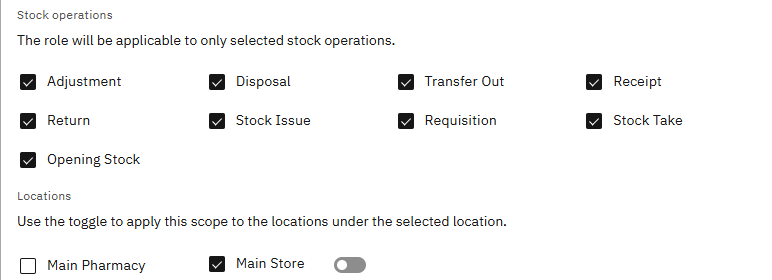 Stock operations
The role will be applicable to only selected stock operations.
Adjustment Disposal Transfer Out Receipt
Return Stock Issue Requisition Stock Take
Opening Stock
Locations
Use the toggle to apply this scope to the locations under the selected location.
Main Pharmacy Main Store